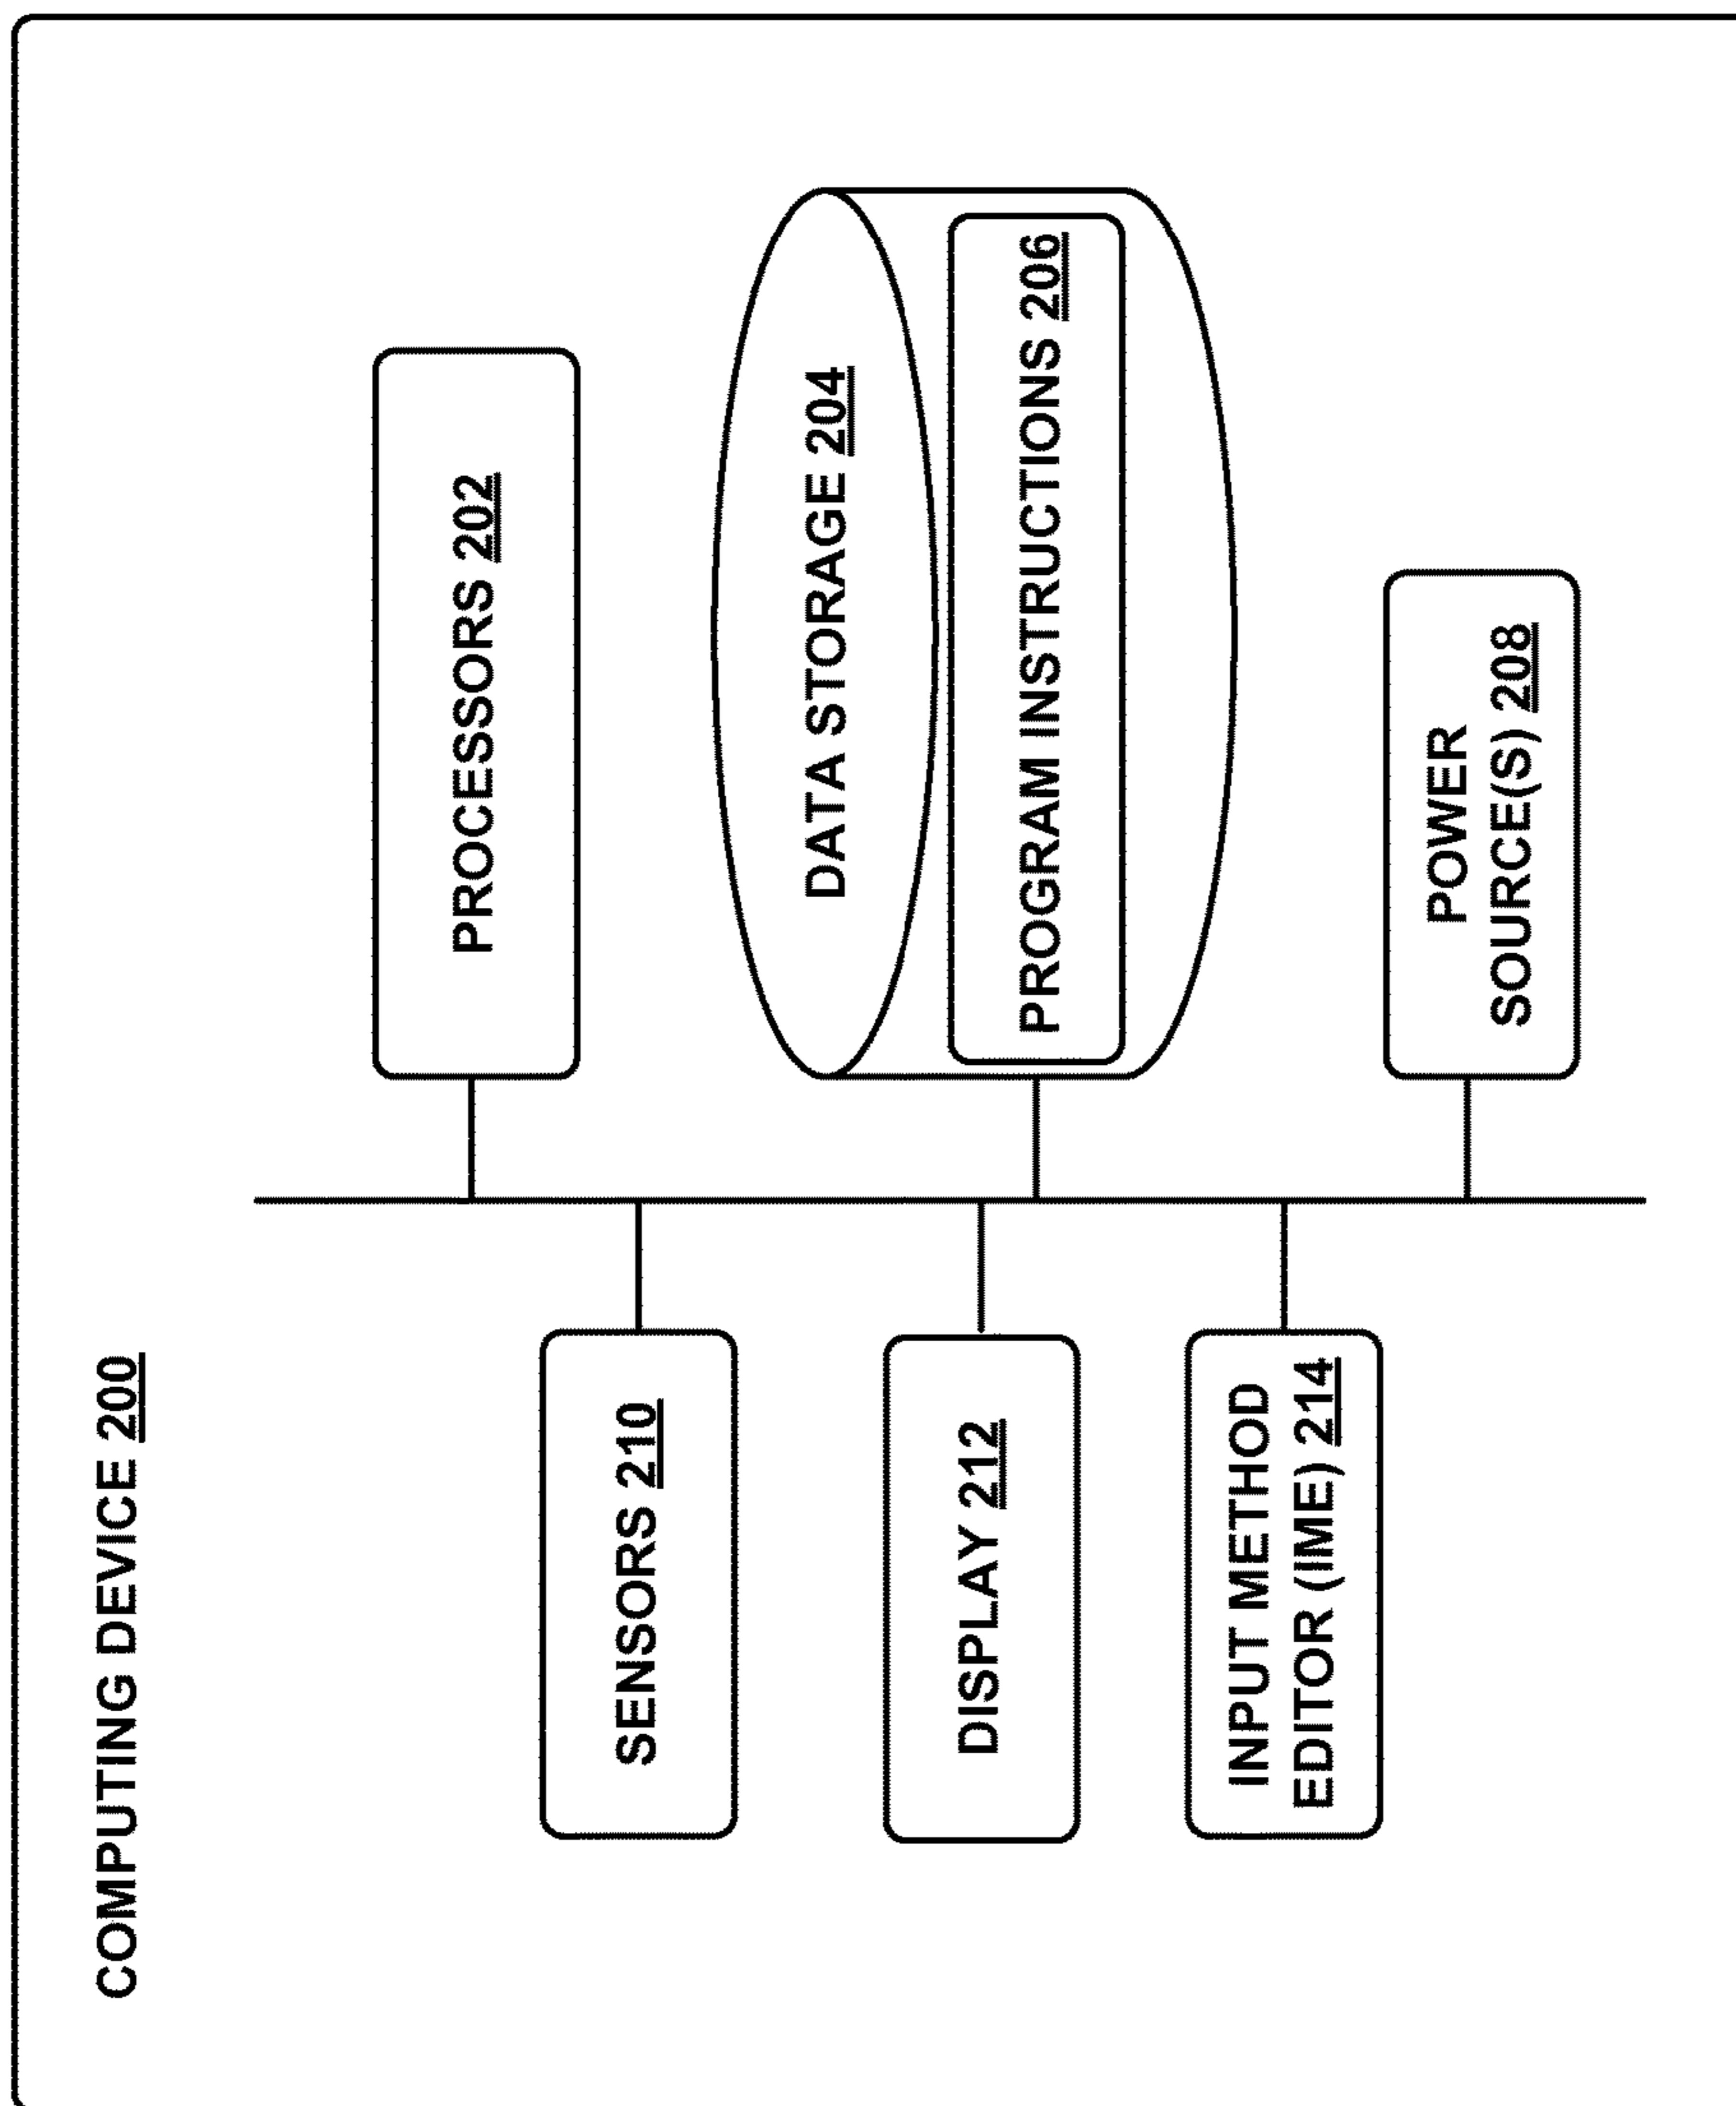 COMPUTING DEVICE 200
PROCESSORS 202
SENSORS 210
DATA STORAGE 204
DISPLAY 212
PROGRAM INSTRUCTIONS 206
INPUT METHOD
EDITOR (IME) 214
POWER
SOURCE(S) 208